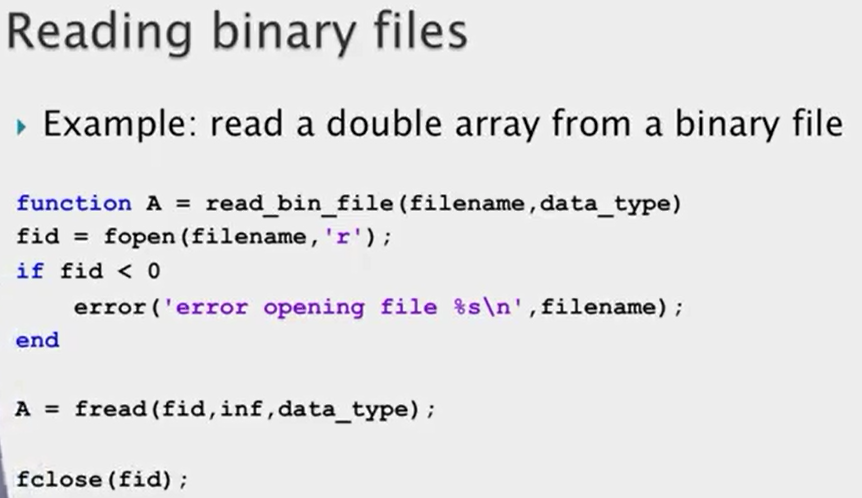 Reading binary files
Example: read a double array from a binary file
function A = read_bin_file(filename,data_type)
fid = fopen(filename,'r');
if fid < 0
    error('error opening file %s\n',filename);
end
A = fread(fid,inf,data_type);
fclose(fid);